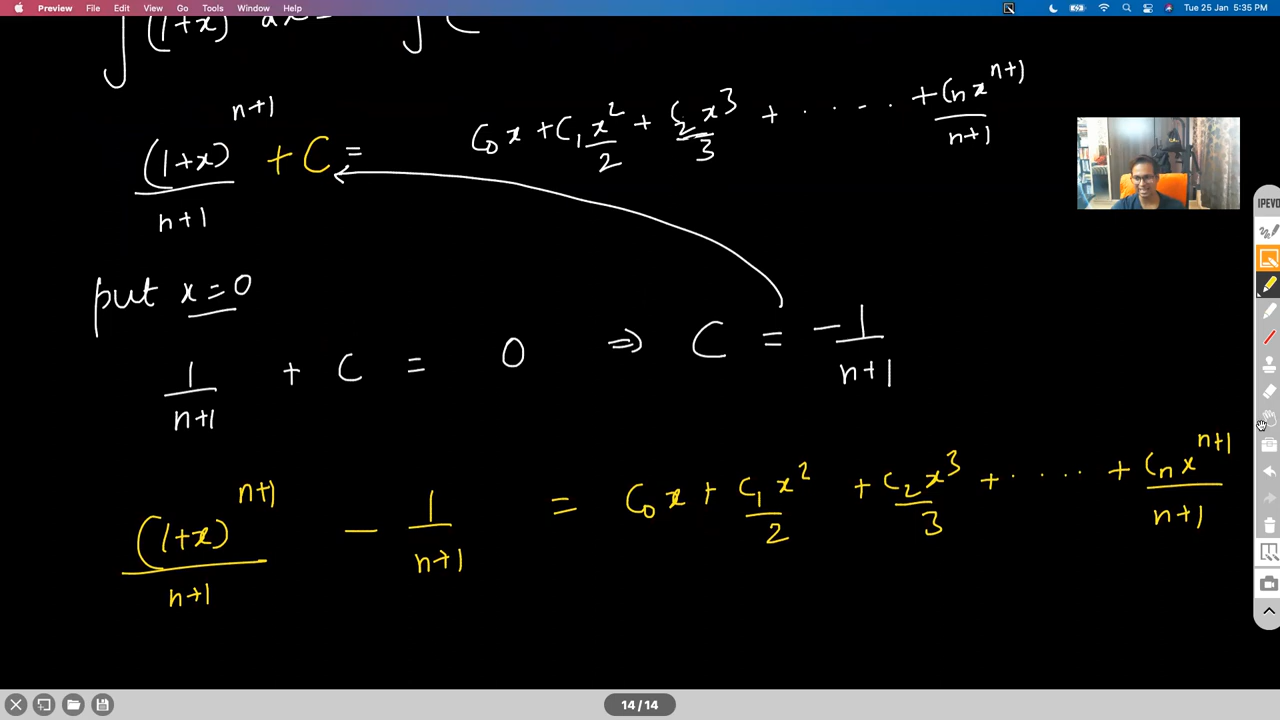 Preview File Edit View Go Tools Window Help Tue 25 Jan 5:35 PM
∫(1+x) dx = ∫
(1+x)^{n+1}/(n+1) + C = C₀x + C₁x²/2 + C₂x³/3 + ..... + Cₙx^{n+1}/(n+1)
put x=0
1/(n+1) + C = 0 ⇒ C = -1/(n+1)
(1+x)^{n+1}/(n+1) - 1/(n+1) = C₀x + C₁x²/2 + C₂x³/3 + ..... + Cₙx^{n+1}/(n+1)
IPEVO
14 / 14